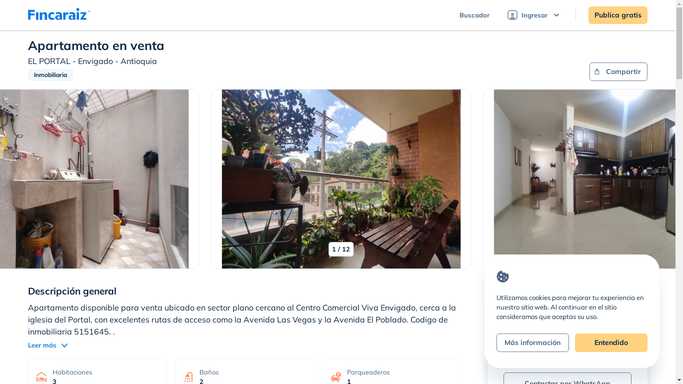 Fincaraiz
Buscador
Ingresar
Publica gratis
Apartamento en venta
EL PORTAL - Envigado - Antioquia
Inmobiliaria
Compartir
1 / 12
Descripción general
Apartamento disponible para venta ubicado en sector plano cercano al Centro Comercial Viva Envigado, cerca a la
iglesia del Portal, con excelentes rutas de acceso como la Avenida Las Vegas y la Avenida El Poblado. Codigo de
inmobiliaria 5151645. .
Leer más
Habitaciones
3
Baños
2
Parqueaderos
1
Utilizamos cookies para mejorar tu experiencia en
nuestro sitio web. Al continuar en el sitio
consideramos que aceptas su uso.
Más información
Entendido
Contactar por WhatsApp